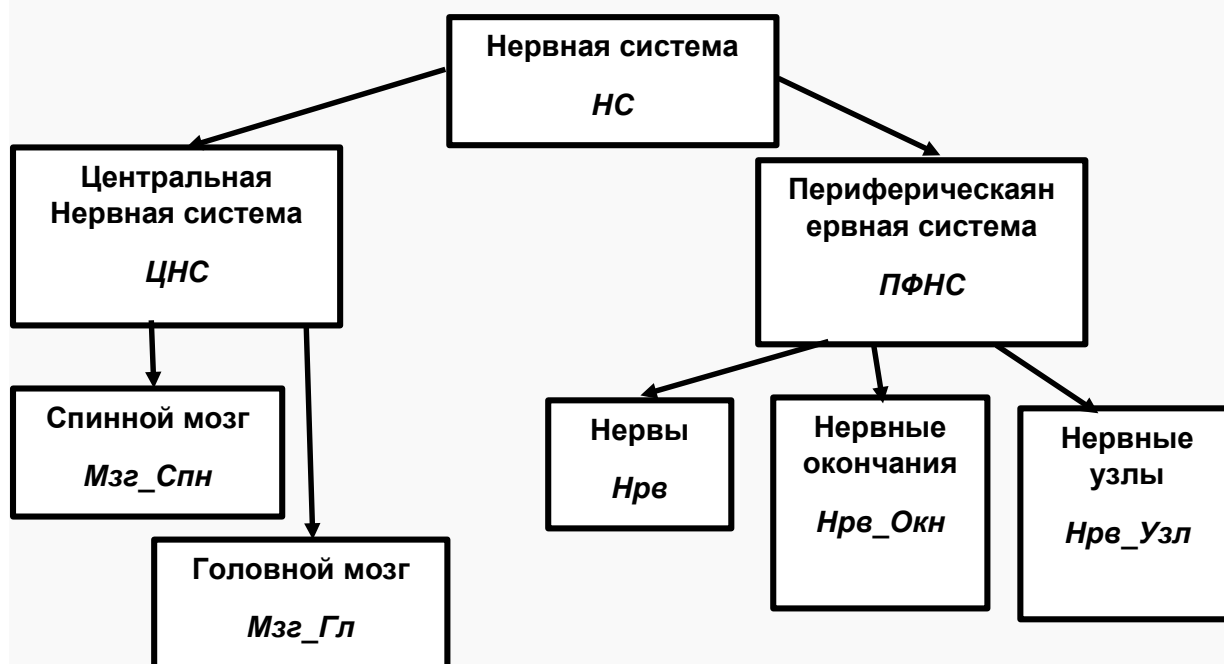 Нервная система
НС
Центральная
Нервная система
ЦНС
Периферическаян
ервная система
ПФНС
Спинной мозг
Мзг_Спн
Головной мозг
Мзг_Гл
Нервы
Нрв
Нервные
окончания
Нрв_Окн
Нервные
узлы
Нрв_Узл